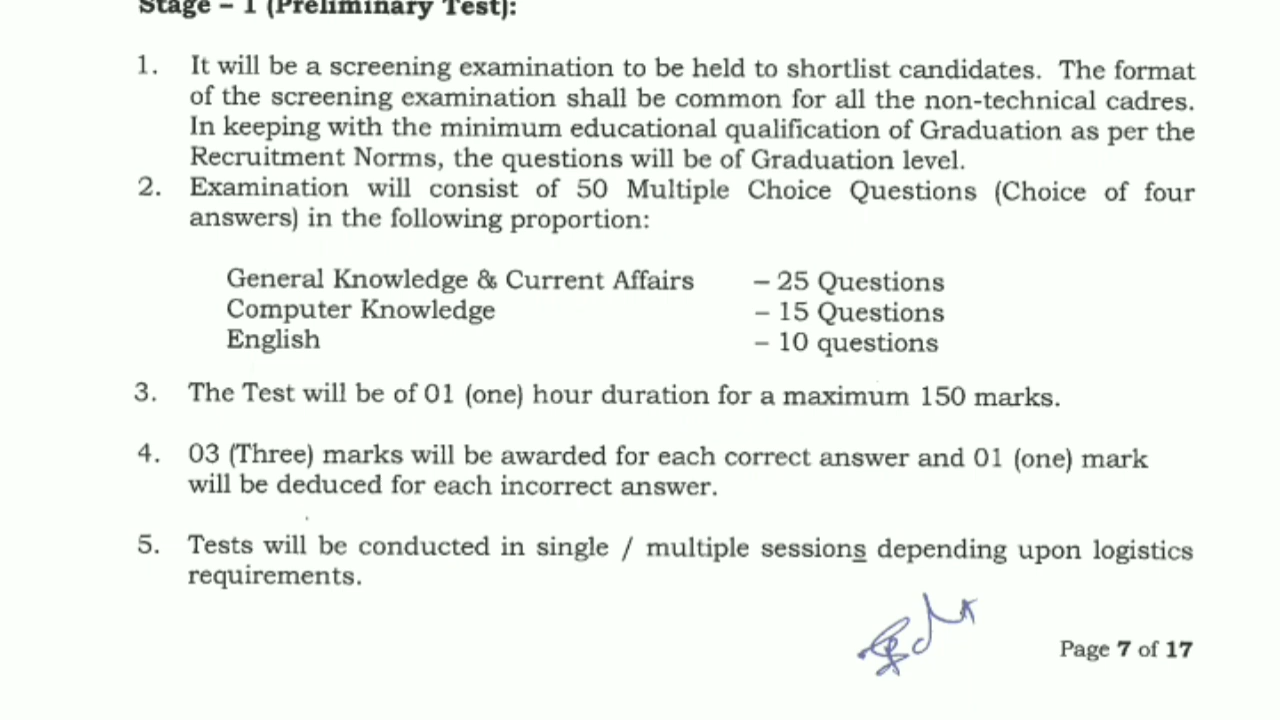 Stage – 1 (Preliminary Test):
1. It will be a screening examination to be held to shortlist candidates. The format
of the screening examination shall be common for all the non-technical cadres.
In keeping with the minimum educational qualification of Graduation as per the
Recruitment Norms, the questions will be of Graduation level.
2. Examination will consist of 50 Multiple Choice Questions (Choice of four
answers) in the following proportion:
General Knowledge & Current Affairs – 25 Questions
Computer Knowledge – 15 Questions
English – 10 questions
3. The Test will be of 01 (one) hour duration for a maximum 150 marks.
4. 03 (Three) marks will be awarded for each correct answer and 01 (one) mark
will be deducted for each incorrect answer.
5. Tests will be conducted in single / multiple sessions depending upon logistics
requirements.
Page 7 of 17